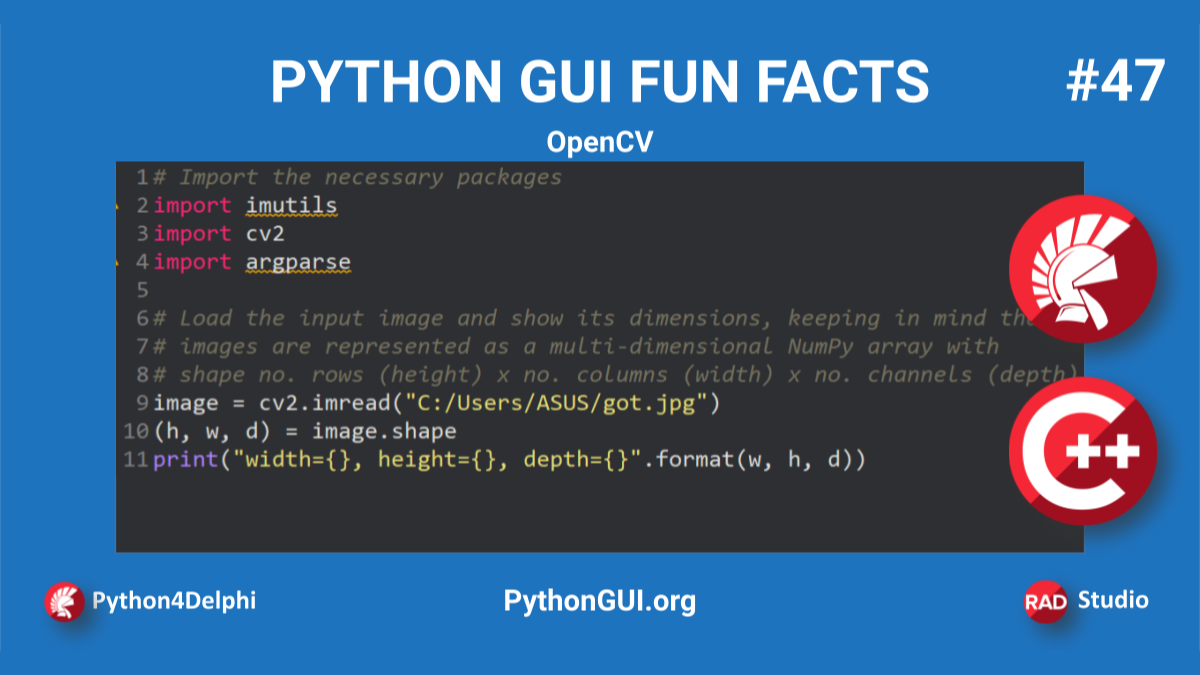 PYTHON GUI FUN FACTS
#47
OpenCV
1 # Import the necessary packages
2 import imutils
3 import cv2
4 import argparse
5
6 # Load the input image and show its dimensions, keeping in mind
7 # images are represented as a multi-dimensional NumPy array with
8 # shape no. rows (height) x no. columns (width) x no. channels (depth)
9 image = cv2.imread("C:/Users/ASUS/got.jpg")
10 (h, w, d) = image.shape
11 print("width={}, height={}, depth={}".format(w, h, d))
C++
Python4Delphi
PythonGUI.org
RAD Studio